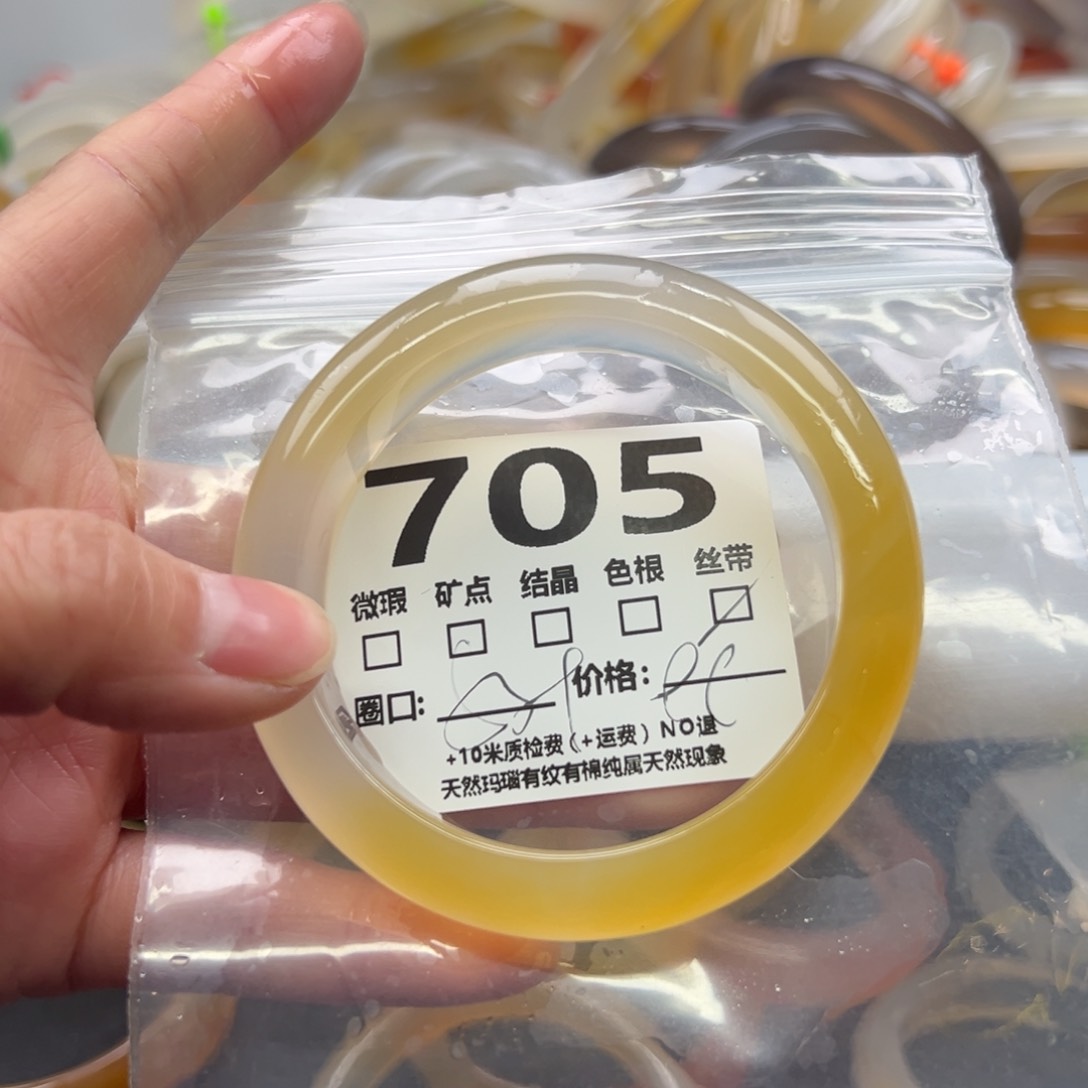 705
微瑕 矿点 结晶 色根 丝带
圈口: 价格:
+10米质检费(+运费)NO退
天然玛瑙有纹有棉纯属天然现象